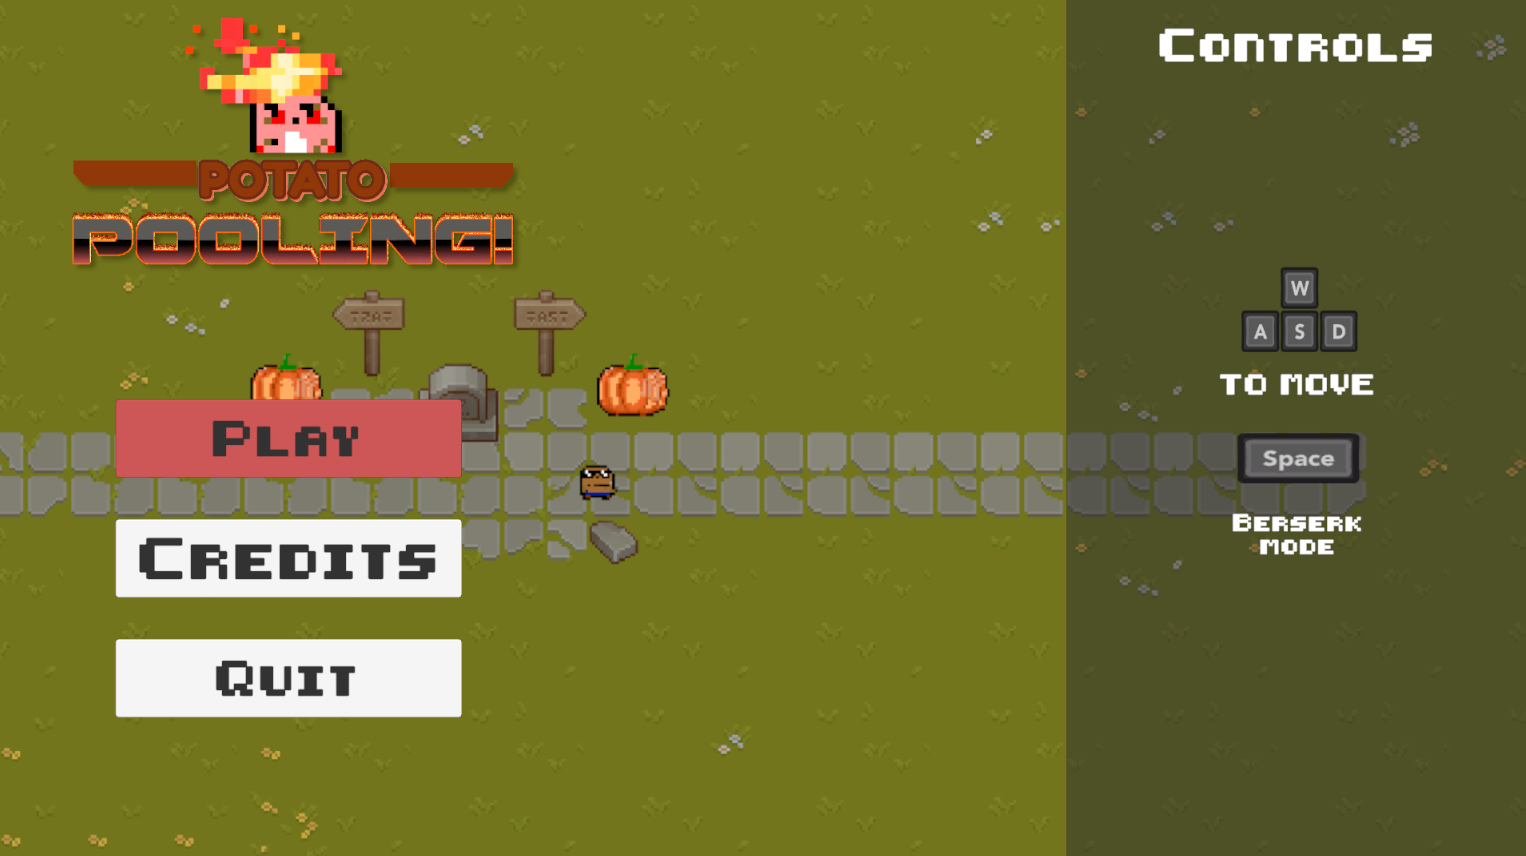 POTATO
POOLING!
Play
Credits
Quit
Controls
W
A S D
TO MOVE
Space
Berserk
mode